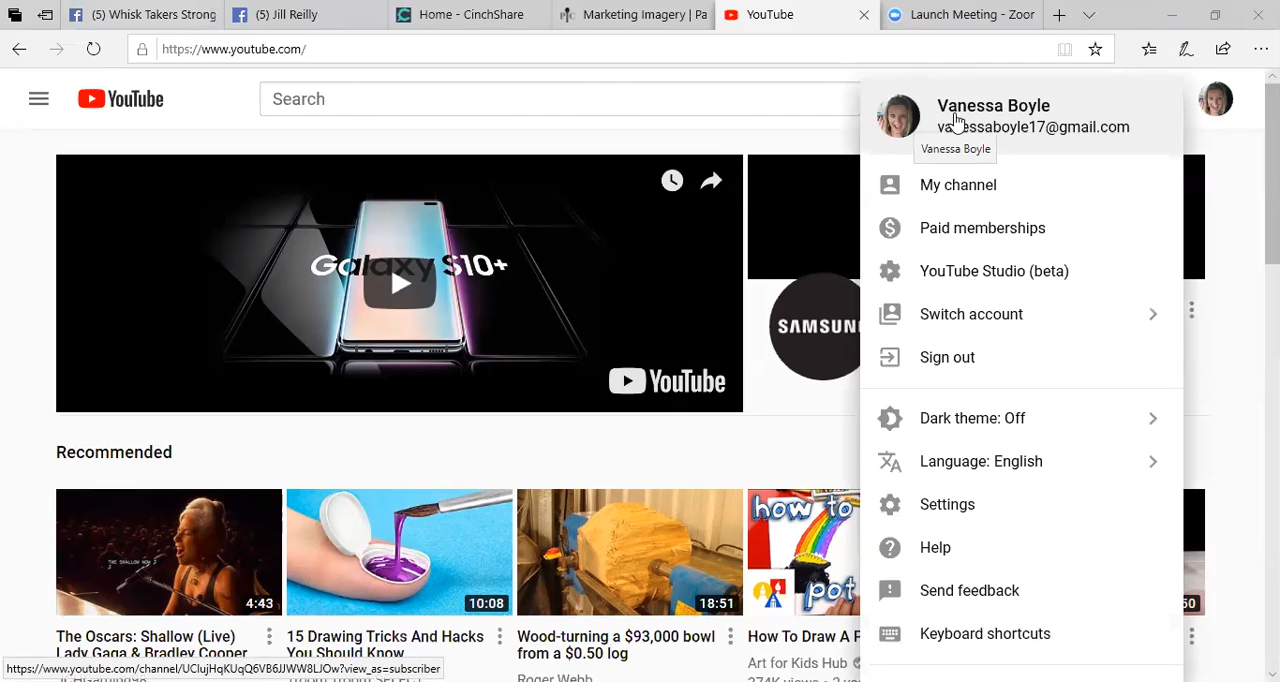 (5) Whisk Takers Strong
(5) Jill Reilly
Home - CinchShare
Marketing Imagery | Pa
YouTube
Launch Meeting - Zoor
https://www.youtube.com/
YouTube
Search
Vanessa Boyle
vanessaboyle17@gmail.com
Vanessa Boyle
My channel
Paid memberships
YouTube Studio (beta)
Switch account
Sign out
Dark theme: Off
Language: English
Settings
Help
Send feedback
Keyboard shortcuts
Galaxy S10+
YouTube
SAMSUN
Recommended
THE SHALLOW NOW
4:43
10:08
18:51
how to
pot
50
The Oscars: Shallow (Live)
Lady Gaga & Bradley Cooper
15 Drawing Tricks And Hacks
You Should Know
Wood-turning a $93,000 bowl
from a $0.50 log
Roger Webb
How To Draw A P
Art for Kids Hub
https://www.youtube.com/channel/UCIujHqKUqQ6VB6JJWW8LJOw?view_as=subscriber